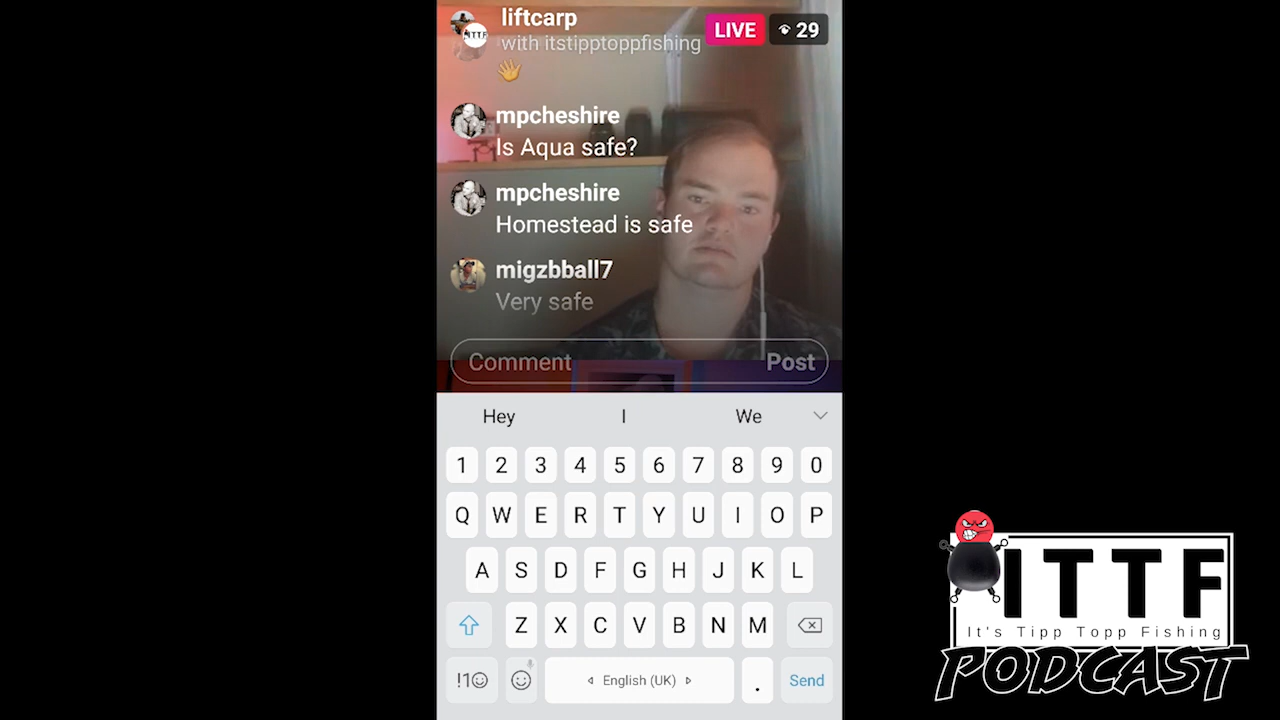 liftcarp
with itstipptoppfishing
LIVE
29
ITTF
👋
mpcheshire
Is Aqua safe?
mpcheshire
Homestead is safe
migzbball7
Very safe
Comment
Post
Hey
I
We
1 2 3 4 5 6 7 8 9 0
Q W E R T Y U I O P
A S D F G H J K L
Z X C V B N M
!1☺
English (UK)
.
Send
ITTF
It's Tipp Topp Fishing
PODCAST